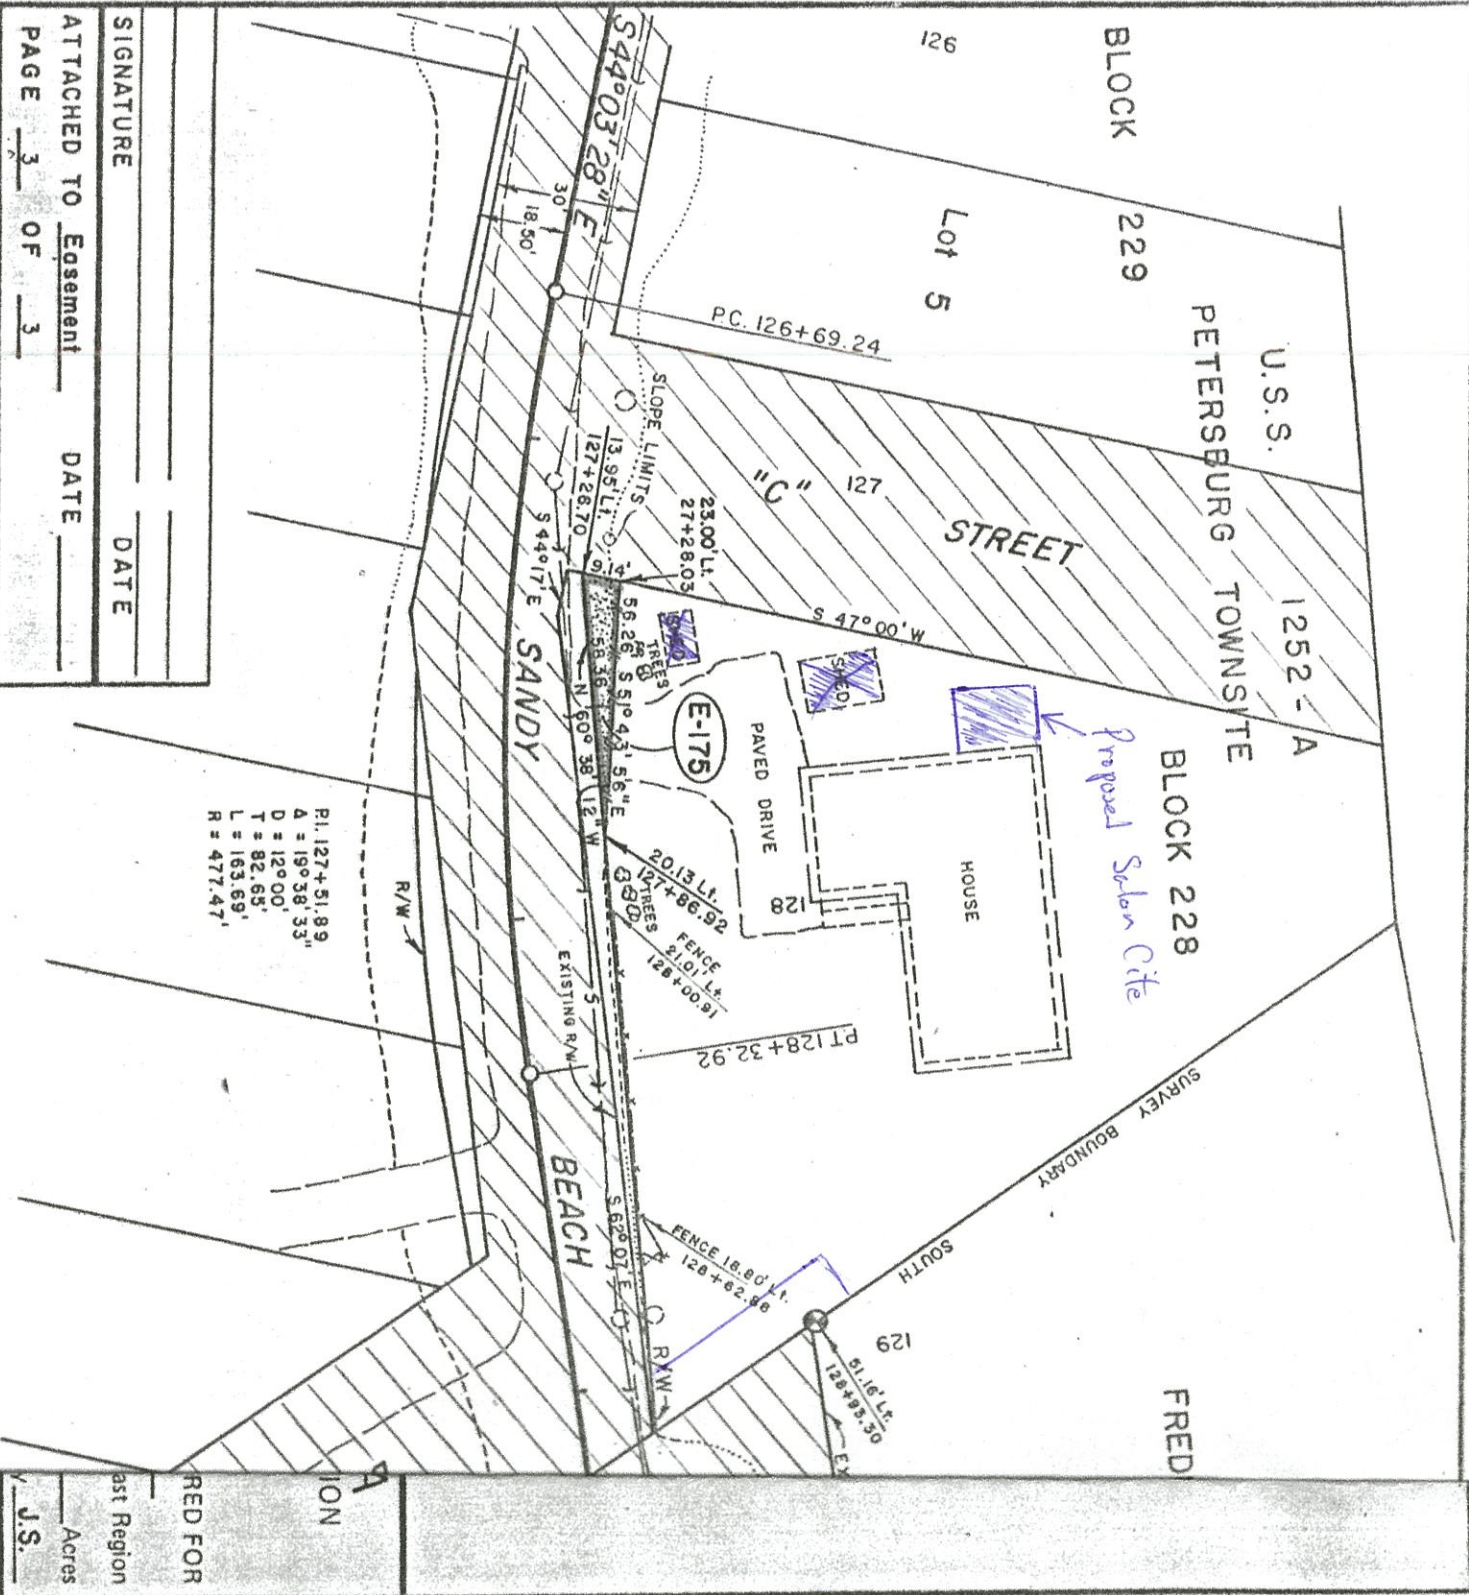 BLOCK 229
126
Lot 5
U.S.S. 1252 - A
PETERSBURG TOWNSITE
BLOCK 228
Proposed Salon Cite
FRED
"C" STREET
127
P.C. 126+69.24
S 47°00' W
S 44°03'28" E
30'
18.50'
SLOPE LIMITS
13.95' Lt.
127+26.70
23.00' Lt.
27+28.03
9.14'
S 44°17' E
56.26' S 51°43'56" E
58.36'
N 60°38'12" W
TREES
SHED
E-175
PAVED DRIVE
HOUSE
128
20.13 Lt.
127+86.92
TREES
FENCE
21.01' Lt.
128+00.91
PT 128+32.92
EXISTING R/W
5
SANDY BEACH
S 62°07' E
FENCE 18.80' Lt.
128+62.86
R/W
SOUTH BOUNDARY SURVEY
129
51.16' Lt.
128+93.30
EX
P.I. 127+51.89
Δ = 19°38'33"
D = 12°00'
T = 82.65'
L = 163.69'
R = 477.47'
R/W
SIGNATURE DATE
ATTACHED TO Easement DATE
PAGE 3 OF 3
ION
RED FOR
ast Region
Acres
y J.S.